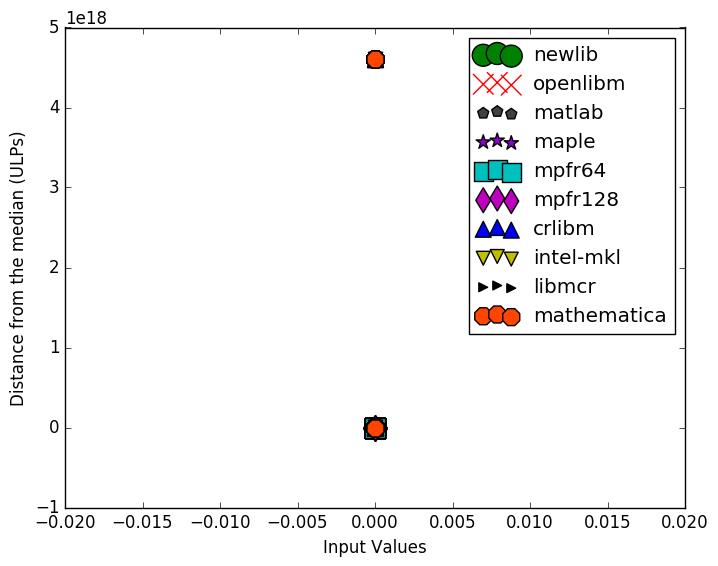 1e18
5
4
3
2
1
0
−1
Distance from the median (ULPs)
newlib
openlibm
matlab
maple
mpfr64
mpfr128
crlibm
intel-mkl
libmcr
mathematica
−0.020 −0.015 −0.010 −0.005 0.000 0.005 0.010 0.015 0.020
Input Values